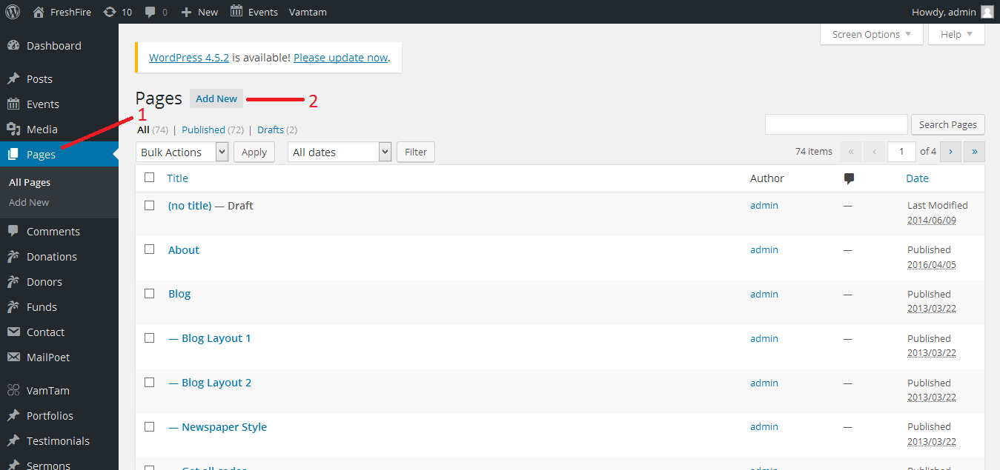 FreshFire 10 0 + New Events Vamtam Howdy, admin
Screen Options ▼ Help ▼
Dashboard
Posts
Events
Media
Pages
All Pages
Add New
Comments
Donations
Donors
Funds
Contact
MailPoet
VamTam
Portfolios
Testimonials
Sermons
WordPress 4.5.2 is available! Please update now.
Pages Add New 2
1
All (74) | Published (72) | Drafts (2) Search Pages
Bulk Actions Apply All dates Filter 74 items « ‹ 1 of 4 › »
Title Author Date
(no title) — Draft admin — Last Modified
2014/06/09
About admin — Published
2016/04/05
Blog admin — Published
2013/03/22
— Blog Layout 1 admin — Published
2013/03/22
— Blog Layout 2 admin — Published
2013/03/22
— Newspaper Style admin — Published
2013/03/22
admin — Published